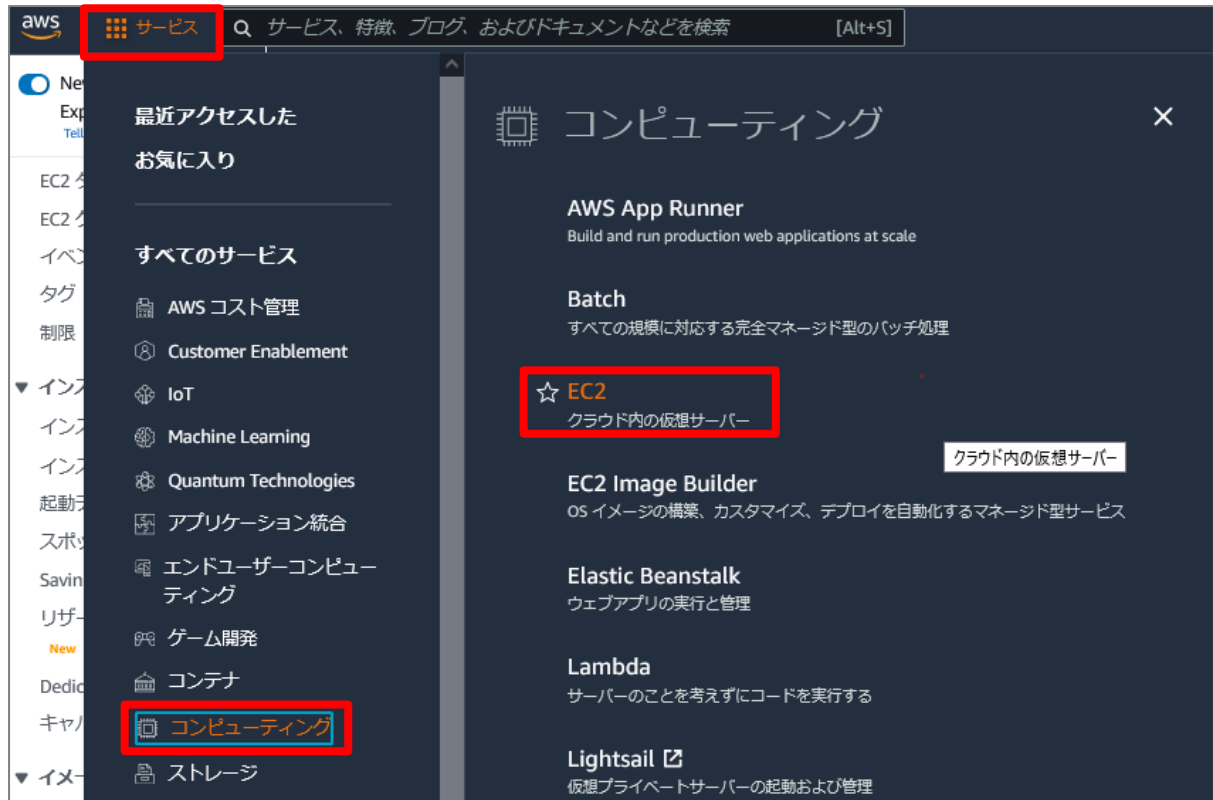 aws
サービス
サービス、特徴、ブログ、およびドキュメントなどを検索
[Alt+S]
Tell
EC2
EC2
イベン
タグ
制限
インス
インス
インス
起動テ
スポッ
Savin
リザー
New
Dedic
キャパ
イメー
最近アクセスした
お気に入り
すべてのサービス
AWS コスト管理
Customer Enablement
IoT
Machine Learning
Quantum Technologies
アプリケーション統合
エンドユーザーコンピュー
ティング
ゲーム開発
コンテナ
コンピューティング
ストレージ
コンピューティング
AWS App Runner
Build and run production web applications at scale
Batch
すべての規模に対応する完全マネージド型のバッチ処理
EC2
クラウド内の仮想サーバー
クラウド内の仮想サーバー
EC2 Image Builder
OS イメージの構築、カスタマイズ、デプロイを自動化するマネージド型サービス
Elastic Beanstalk
ウェブアプリの実行と管理
Lambda
サーバーのことを考えずにコードを実行する
Lightsail
仮想プライベートサーバーの起動および管理